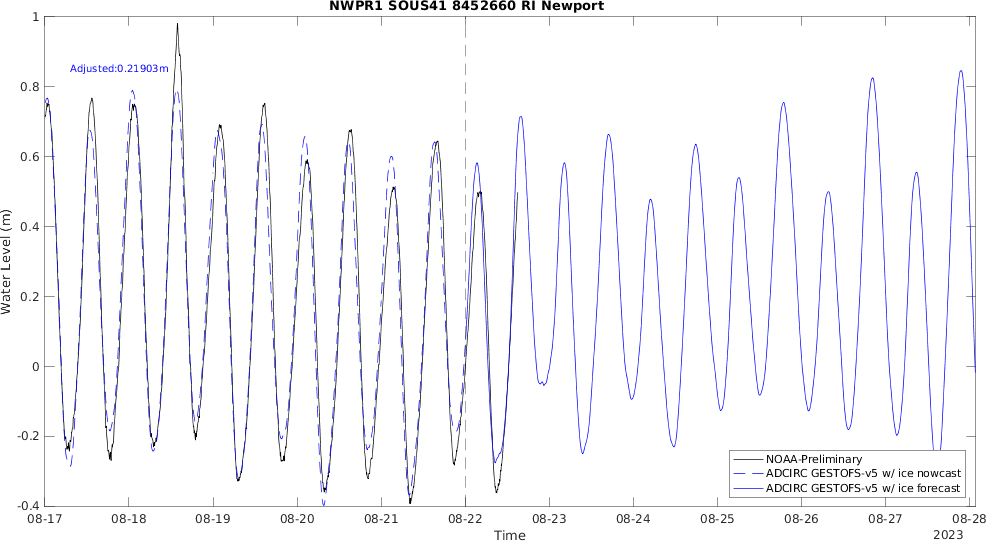 NWPR1 SOUS41 8452660 RI Newport
Adjusted:0.21903m
Water Level (m)
1
0.8
0.6
0.4
0.2
0
-0.2
-0.4
NOAA-Preliminary
ADCIRC GESTOFS-v5 w/ ice nowcast
ADCIRC GESTOFS-v5 w/ ice forecast
08-17 08-18 08-19 08-20 08-21 08-22 08-23 08-24 08-25 08-26 08-27 08-28
Time
2023